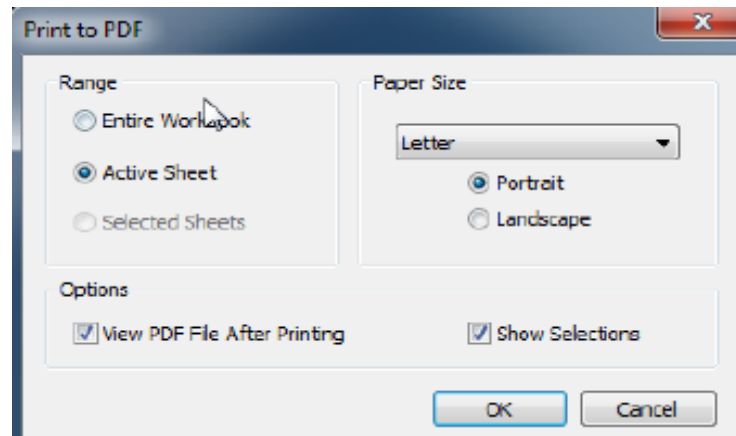 Print to PDF
Range
Entire Workbook
Active Sheet
Selected Sheets
Paper Size
Letter
Portrait
Landscape
Options
View PDF File After Printing
Show Selections
OK
Cancel